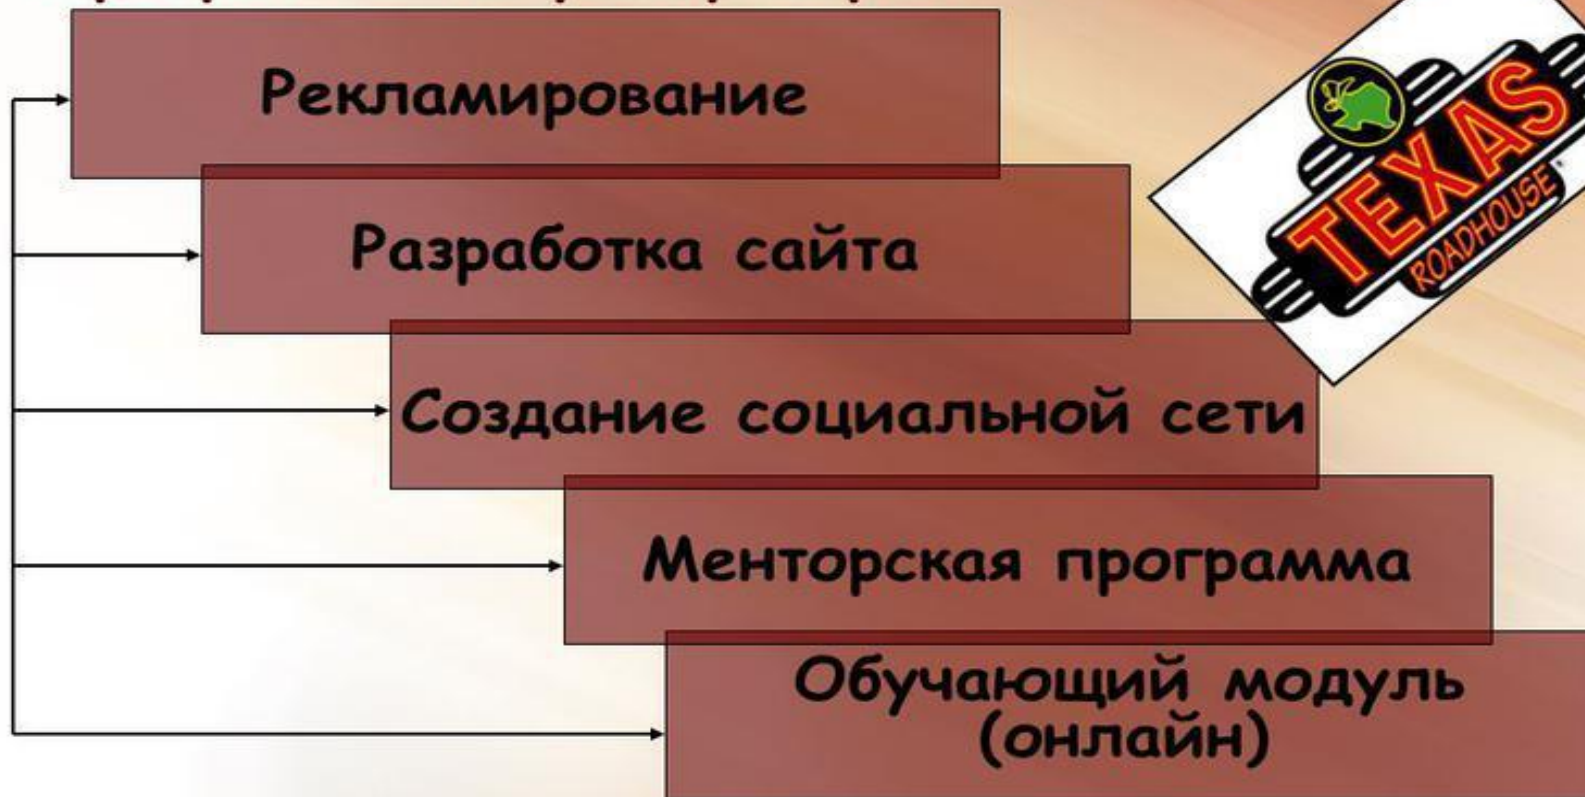 Рекламирование
Разработка сайта
Создание социальной сети
Менторская программа
Обучающий модуль
(онлайн)
TEXAS
ROADHOUSE